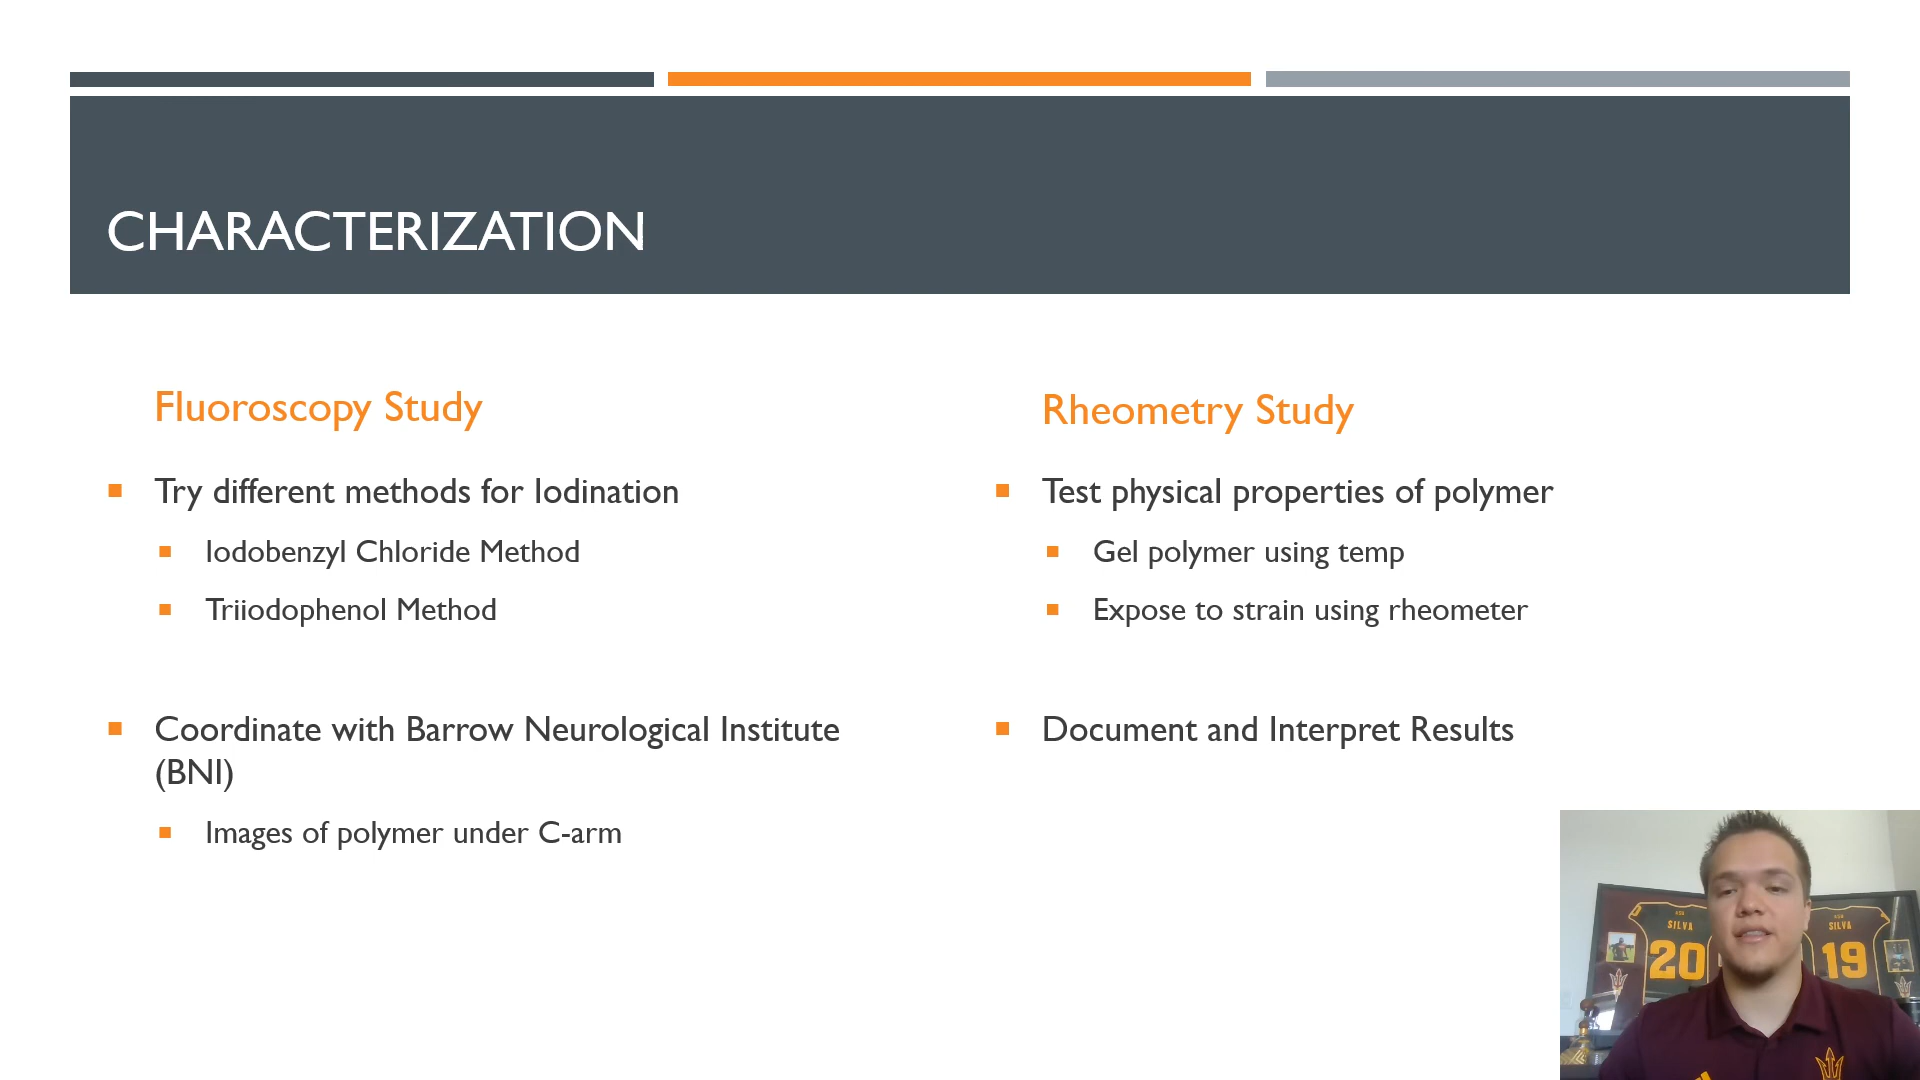 CHARACTERIZATION
Fluoroscopy Study
Try different methods for Iodination
Iodobenzyl Chloride Method
Triiodophenol Method
Coordinate with Barrow Neurological Institute
(BNI)
Images of polymer under C-arm
Rheometry Study
Test physical properties of polymer
Gel polymer using temp
Expose to strain using rheometer
Document and Interpret Results
SILVA
20
SILVA
19